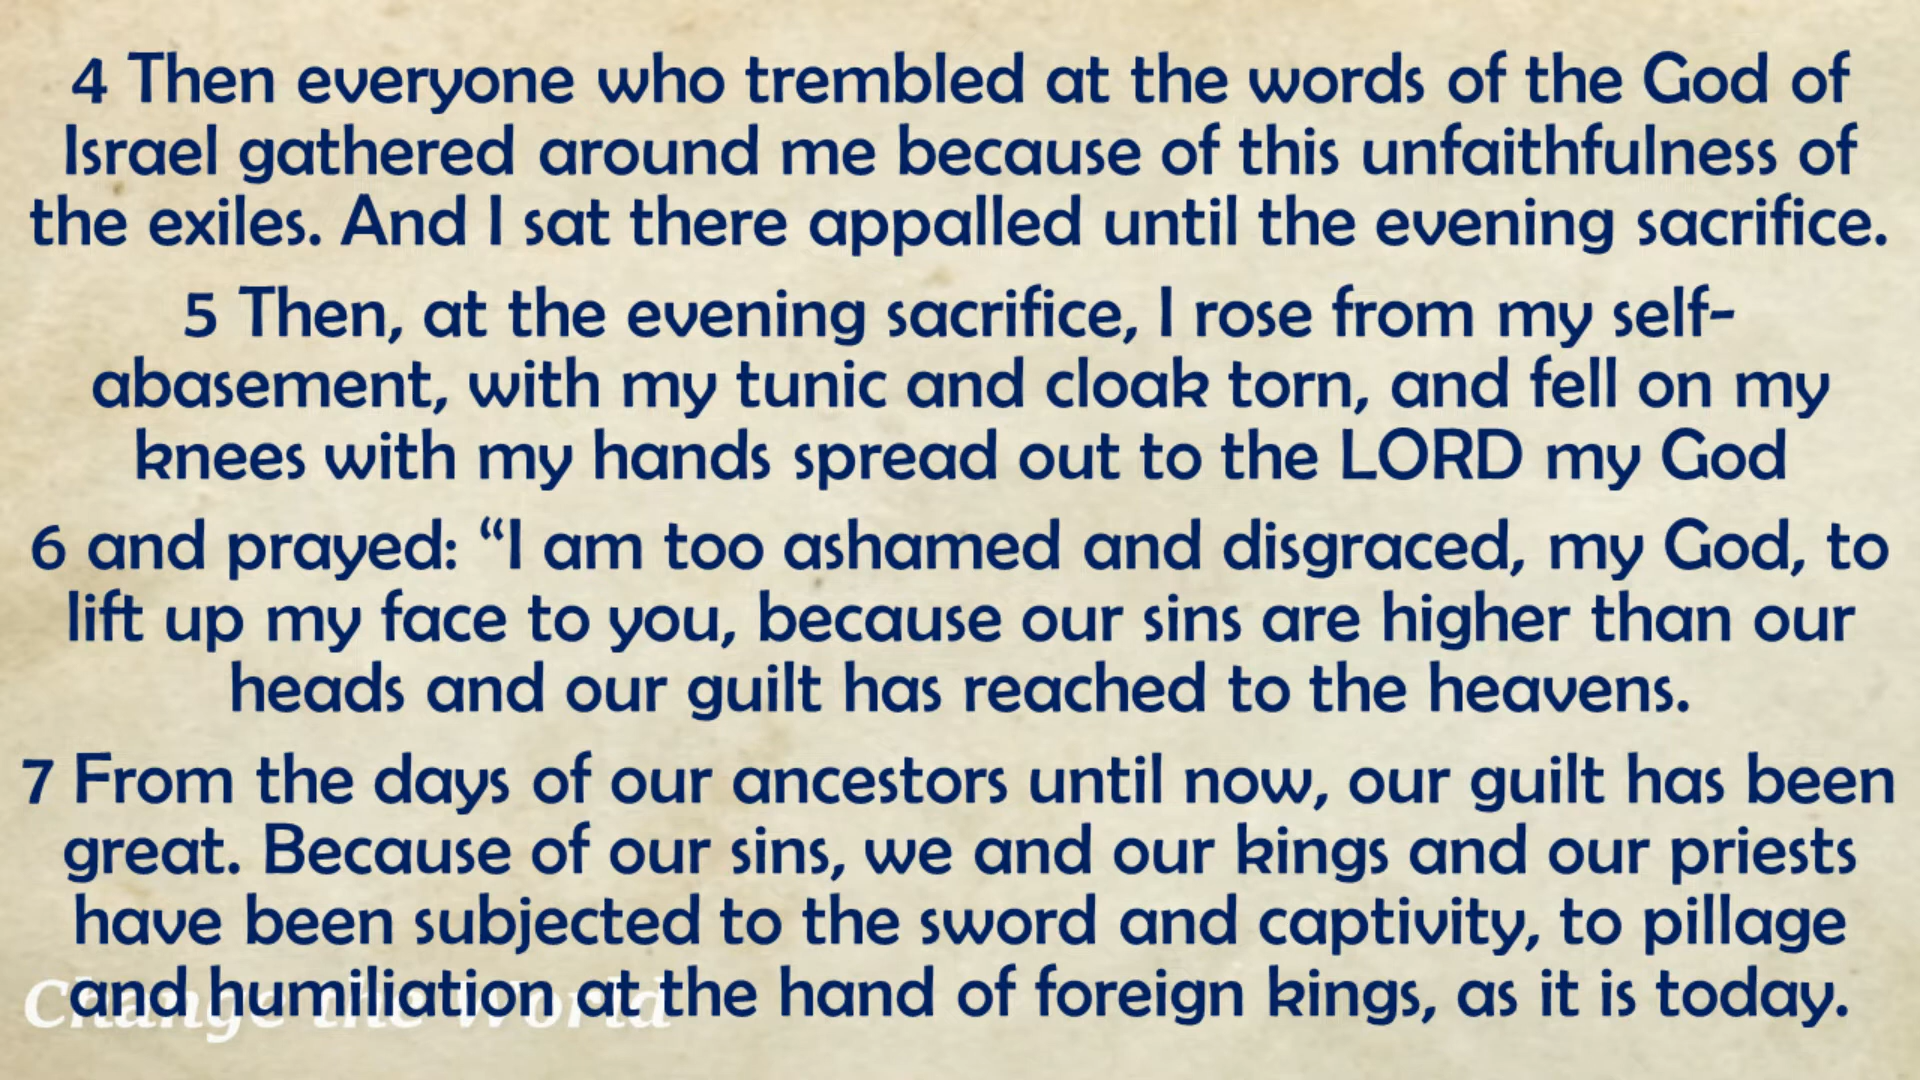 4 Then everyone who trembled at the words of the God of
Israel gathered around me because of this unfaithfulness of
the exiles. And I sat there appalled until the evening sacrifice.
5 Then, at the evening sacrifice, I rose from my self-
abasement, with my tunic and cloak torn, and fell on my
knees with my hands spread out to the LORD my God
6 and prayed: “I am too ashamed and disgraced, my God, to
lift up my face to you, because our sins are higher than our
heads and our guilt has reached to the heavens.
7 From the days of our ancestors until now, our guilt has been
great. Because of our sins, we and our kings and our priests
have been subjected to the sword and captivity, to pillage
and humiliation at the hand of foreign kings, as it is today.
Change the World